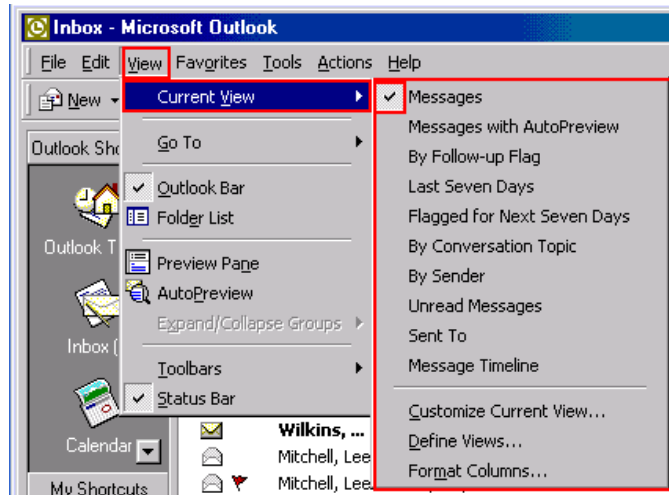 Inbox - Microsoft Outlook
File Edit View Favorites Tools Actions Help
New
Current View
Messages
Messages with AutoPreview
By Follow-up Flag
Last Seven Days
Flagged for Next Seven Days
By Conversation Topic
By Sender
Unread Messages
Sent To
Message Timeline
Customize Current View...
Define Views...
Format Columns...
Go To
Outlook Bar
Folder List
Preview Pane
AutoPreview
Expand/Collapse Groups
Toolbars
Status Bar
Outlook Sho
Outlook T
Inbox (
Calendar
My Shortcuts
Wilkins, ...
Mitchell, Lee
Mitchell, Lee